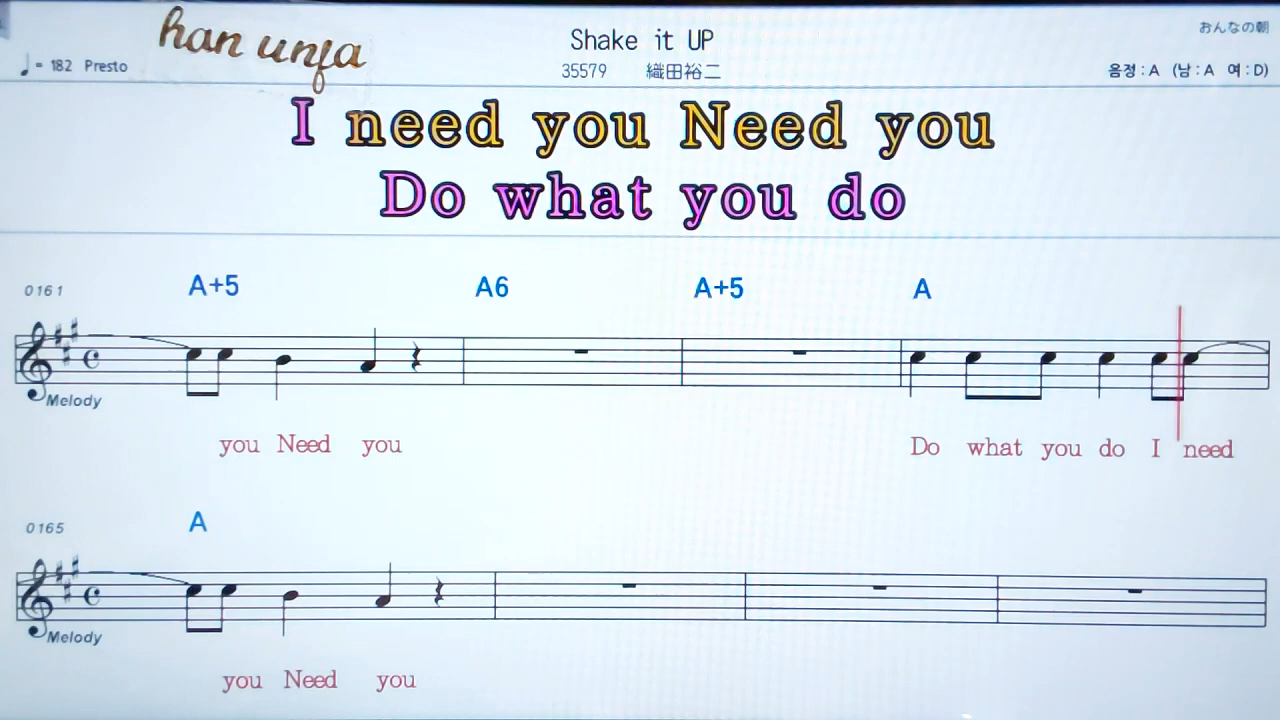 han unfa
Shake it UP
おんなの朝
♩= 182 Presto
35579 織田裕二
음정:A (남:A 여:D)
I need you Need you
Do what you do
0161 A+5 A6 A+5 A
Melody
you Need you Do what you do I need
0165 A
Melody
you Need you